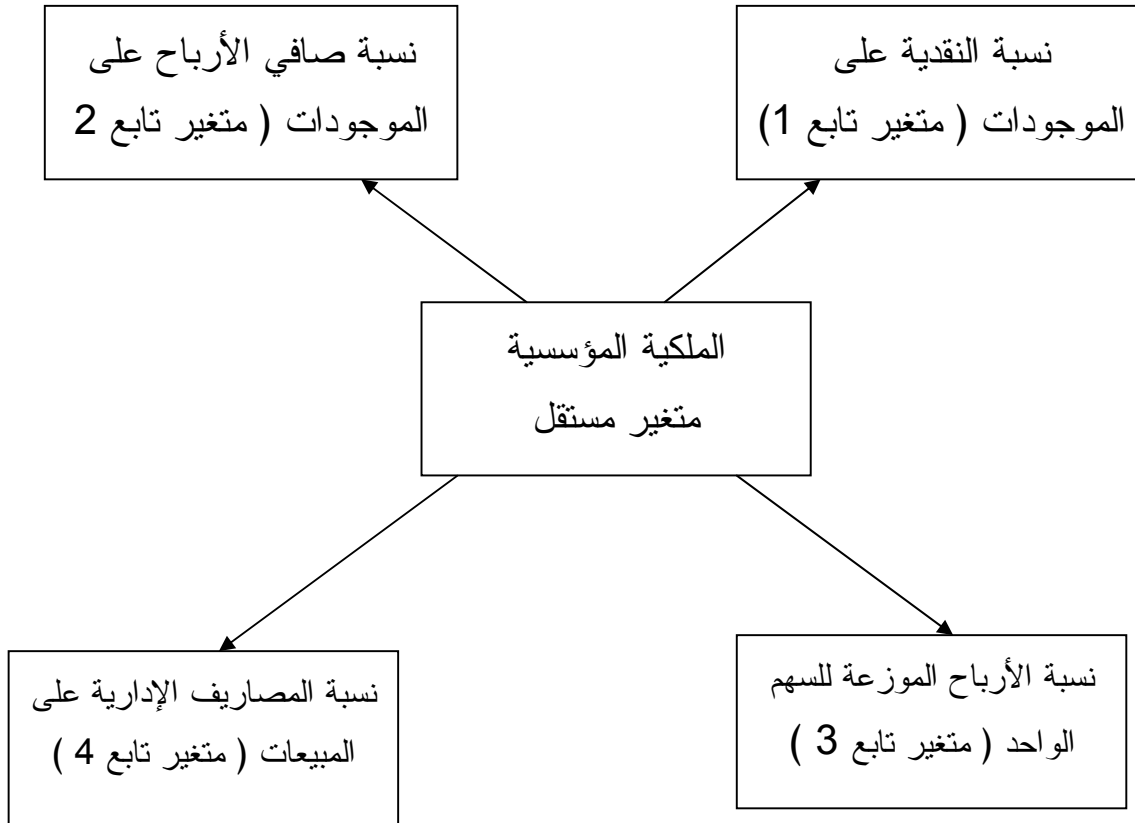 نسبة النقدية على
الموجودات ( متغير تابع 1)
نسبة صافي الأرباح على
الموجودات ( متغير تابع 2
الملكية المؤسسية
متغير مستقل
نسبة الأرباح الموزعة للسهم
الواحد ( متغير تابع 3 )
نسبة المصاريف الإدارية على
المبيعات ( متغير تابع 4 )